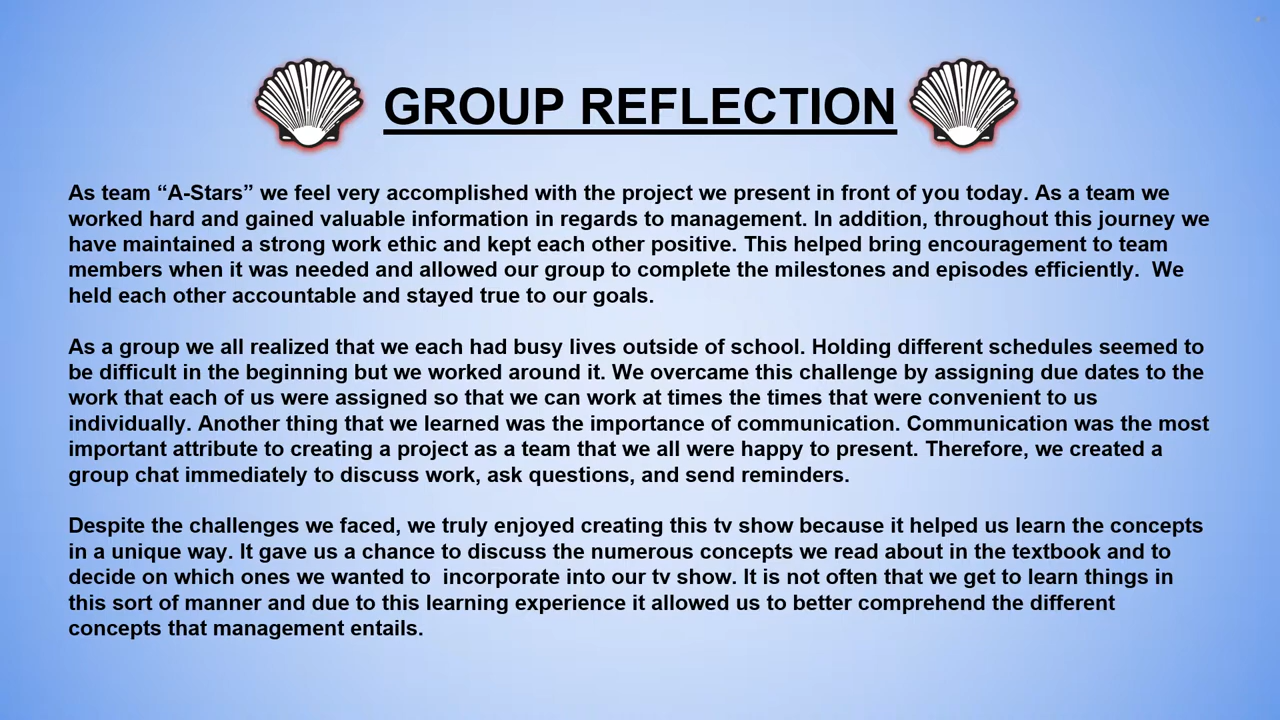 GROUP REFLECTION
As team “A-Stars” we feel very accomplished with the project we present in front of you today. As a team we
worked hard and gained valuable information in regards to management. In addition, throughout this journey we
have maintained a strong work ethic and kept each other positive. This helped bring encouragement to team
members when it was needed and allowed our group to complete the milestones and episodes efficiently.  We
held each other accountable and stayed true to our goals.
As a group we all realized that we each had busy lives outside of school. Holding different schedules seemed to
be difficult in the beginning but we worked around it. We overcame this challenge by assigning due dates to the
work that each of us were assigned so that we can work at times the times that were convenient to us
individually. Another thing that we learned was the importance of communication. Communication was the most
important attribute to creating a project as a team that we all were happy to present. Therefore, we created a
group chat immediately to discuss work, ask questions, and send reminders.
Despite the challenges we faced, we truly enjoyed creating this tv show because it helped us learn the concepts
in a unique way. It gave us a chance to discuss the numerous concepts we read about in the textbook and to
decide on which ones we wanted to  incorporate into our tv show. It is not often that we get to learn things in
this sort of manner and due to this learning experience it allowed us to better comprehend the different
concepts that management entails.